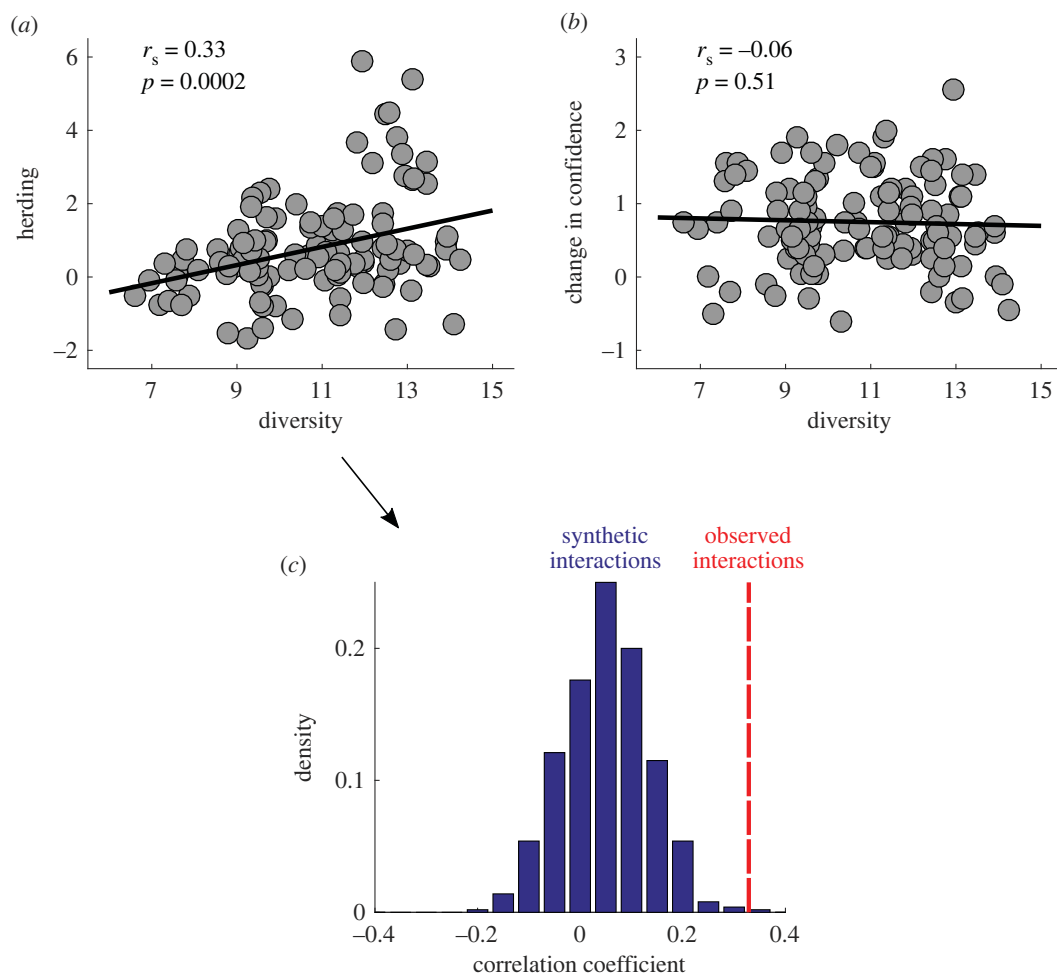 (a)
r_s = 0.33
p = 0.0002
6
4
2
0
–2
herding
7 9 11 13 15
diversity
(b)
r_s = –0.06
p = 0.51
3
2
1
0
–1
change in confidence
7 9 11 13 15
diversity
(c)
synthetic
interactions
observed
interactions
0.2
0.1
0
density
–0.4 –0.2 0 0.2 0.4
correlation coefficient